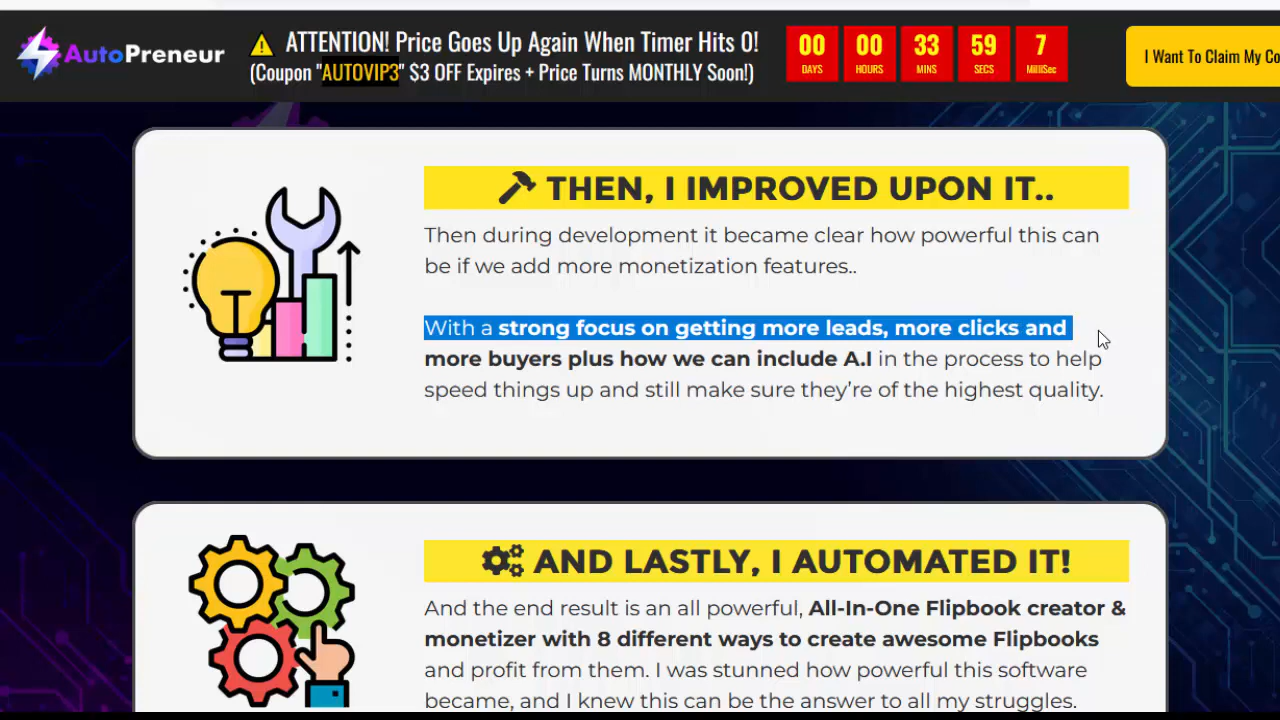 AutoPreneur
ATTENTION! Price Goes Up Again When Timer Hits 0!
(Coupon "AUTOVIP3" $3 OFF Expires + Price Turns MONTHLY Soon!)
00 00 33 59 7
DAYS HOURS MINS SECS MilliSec
I Want To Claim My Co
THEN, I IMPROVED UPON IT..
Then during development it became clear how powerful this can
be if we add more monetization features..
With a strong focus on getting more leads, more clicks and
more buyers plus how we can include A.I in the process to help
speed things up and still make sure they're of the highest quality.
AND LASTLY, I AUTOMATED IT!
And the end result is an all powerful, All-In-One Flipbook creator &
monetizer with 8 different ways to create awesome Flipbooks
and profit from them. I was stunned how powerful this software
became, and I knew this can be the answer to all my struggles.